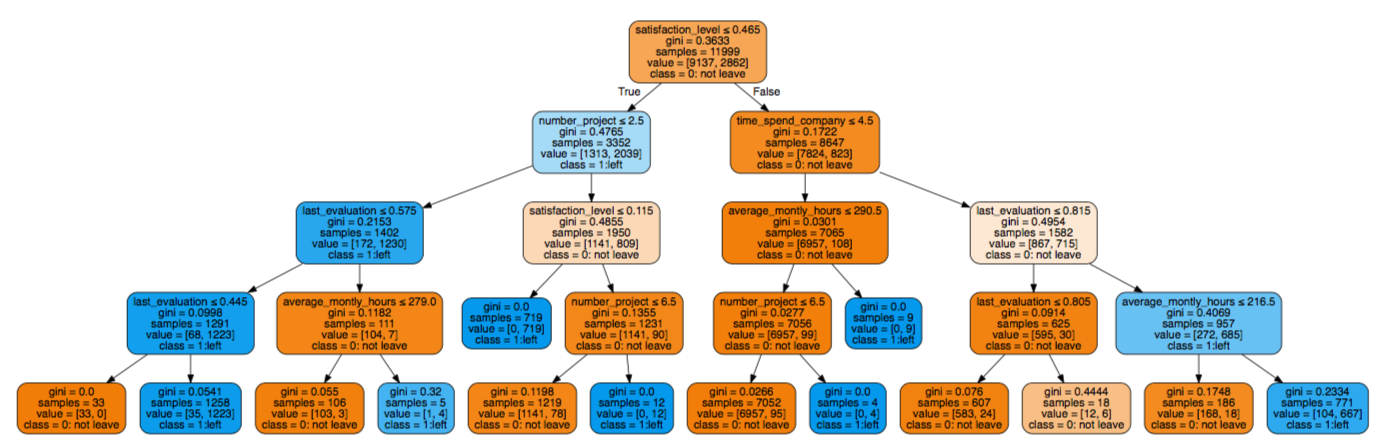 satisfaction_level ≤ 0.465
gini = 0.3633
samples = 11999
value = [9137, 2862]
class = 0: not leave
True
False
number_project ≤ 2.5
gini = 0.4765
samples = 3352
value = [1313, 2039]
class = 1:left
time_spend_company ≤ 4.5
gini = 0.1722
samples = 8647
value = [7824, 823]
class = 0: not leave
last_evaluation ≤ 0.575
gini = 0.2153
samples = 1402
value = [172, 1230]
class = 1:left
satisfaction_level ≤ 0.115
gini = 0.4855
samples = 1950
value = [1141, 809]
class = 0: not leave
average_montly_hours ≤ 290.5
gini = 0.0301
samples = 7065
value = [6957, 108]
class = 0: not leave
last_evaluation ≤ 0.815
gini = 0.4954
samples = 1582
value = [867, 715]
class = 0: not leave
last_evaluation ≤ 0.445
gini = 0.0998
samples = 1291
value = [68, 1223]
class = 1:left
average_montly_hours ≤ 279.0
gini = 0.1182
samples = 111
value = [104, 7]
class = 0: not leave
gini = 0.0
samples = 719
value = [0, 719]
class = 1:left
number_project ≤ 6.5
gini = 0.1355
samples = 1231
value = [1141, 90]
class = 0: not leave
number_project ≤ 6.5
gini = 0.0277
samples = 7056
value = [6957, 99]
class = 0: not leave
gini = 0.0
samples = 9
value = [0, 9]
class = 1:left
last_evaluation ≤ 0.805
gini = 0.0914
samples = 625
value = [595, 30]
class = 0: not leave
average_montly_hours ≤ 216.5
gini = 0.4069
samples = 957
value = [272, 685]
class = 1:left
gini = 0.0
samples = 33
value = [33, 0]
class = 0: not leave
gini = 0.0541
samples = 1258
value = [35, 1223]
class = 1:left
gini = 0.055
samples = 106
value = [103, 3]
class = 0: not leave
gini = 0.32
samples = 5
value = [1, 4]
class = 1:left
gini = 0.1198
samples = 1219
value = [1141, 78]
class = 0: not leave
gini = 0.0
samples = 12
value = [0, 12]
class = 1:left
gini = 0.0266
samples = 7052
value = [6957, 95]
class = 0: not leave
gini = 0.0
samples = 4
value = [0, 4]
class = 1:left
gini = 0.076
samples = 607
value = [583, 24]
class = 0: not leave
gini = 0.4444
samples = 18
value = [12, 6]
class = 0: not leave
gini = 0.1748
samples = 186
value = [168, 18]
class = 0: not leave
gini = 0.2334
samples = 771
value = [104, 667]
class = 1:left